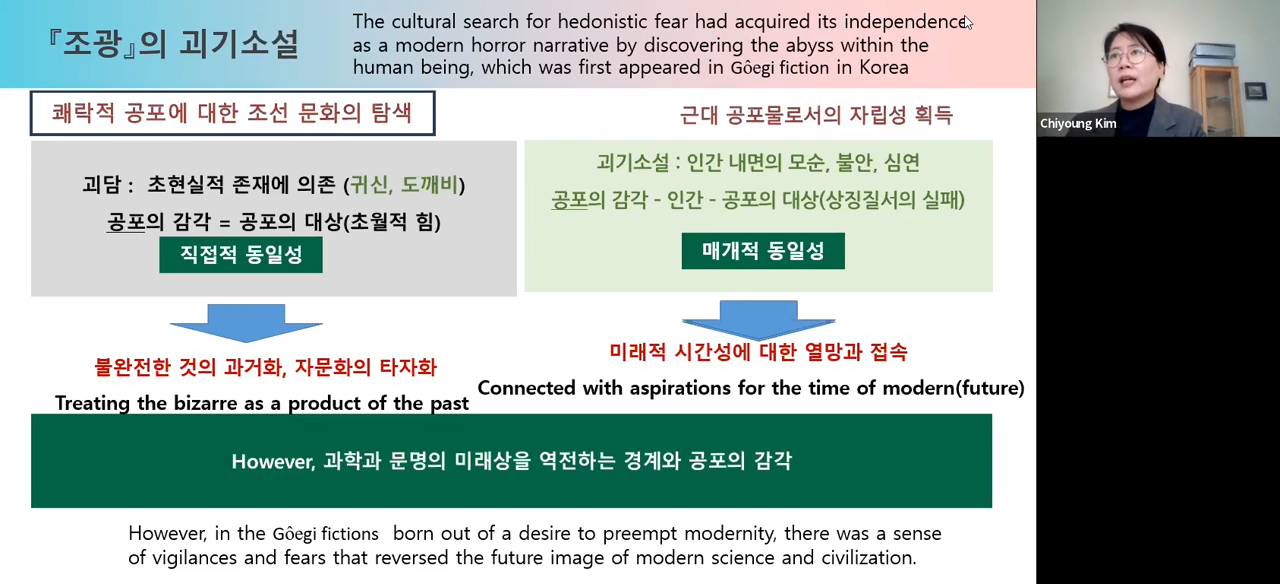 『조광』의 괴기소설
The cultural search for hedonistic fear had acquired its independence
as a modern horror narrative by discovering the abyss within the
human being, which was first appeared in Gôegi fiction in Korea
Chiyoung Kim
쾌락적 공포에 대한 조선 문화의 탐색
괴담 : 초현실적 존재에 의존 (귀신, 도깨비)
공포의 감각 = 공포의 대상(초월적 힘)
직접적 동일성
불완전한 것의 과거화, 자문화의 타자화
Treating the bizarre as a product of the past
근대 공포물로서의 자립성 획득
괴기소설 : 인간 내면의 모순, 불안, 심연
공포의 감각 - 인간 - 공포의 대상(상징질서의 실패)
매개적 동일성
미래적 시간성에 대한 열망과 접속
Connected with aspirations for the time of modern(future)
However, 과학과 문명의 미래상을 역전하는 경계와 공포의 감각
However, in the Gôegi fictions born out of a desire to preempt modernity, there was a sense
of vigilances and fears that reversed the future image of modern science and civilization.